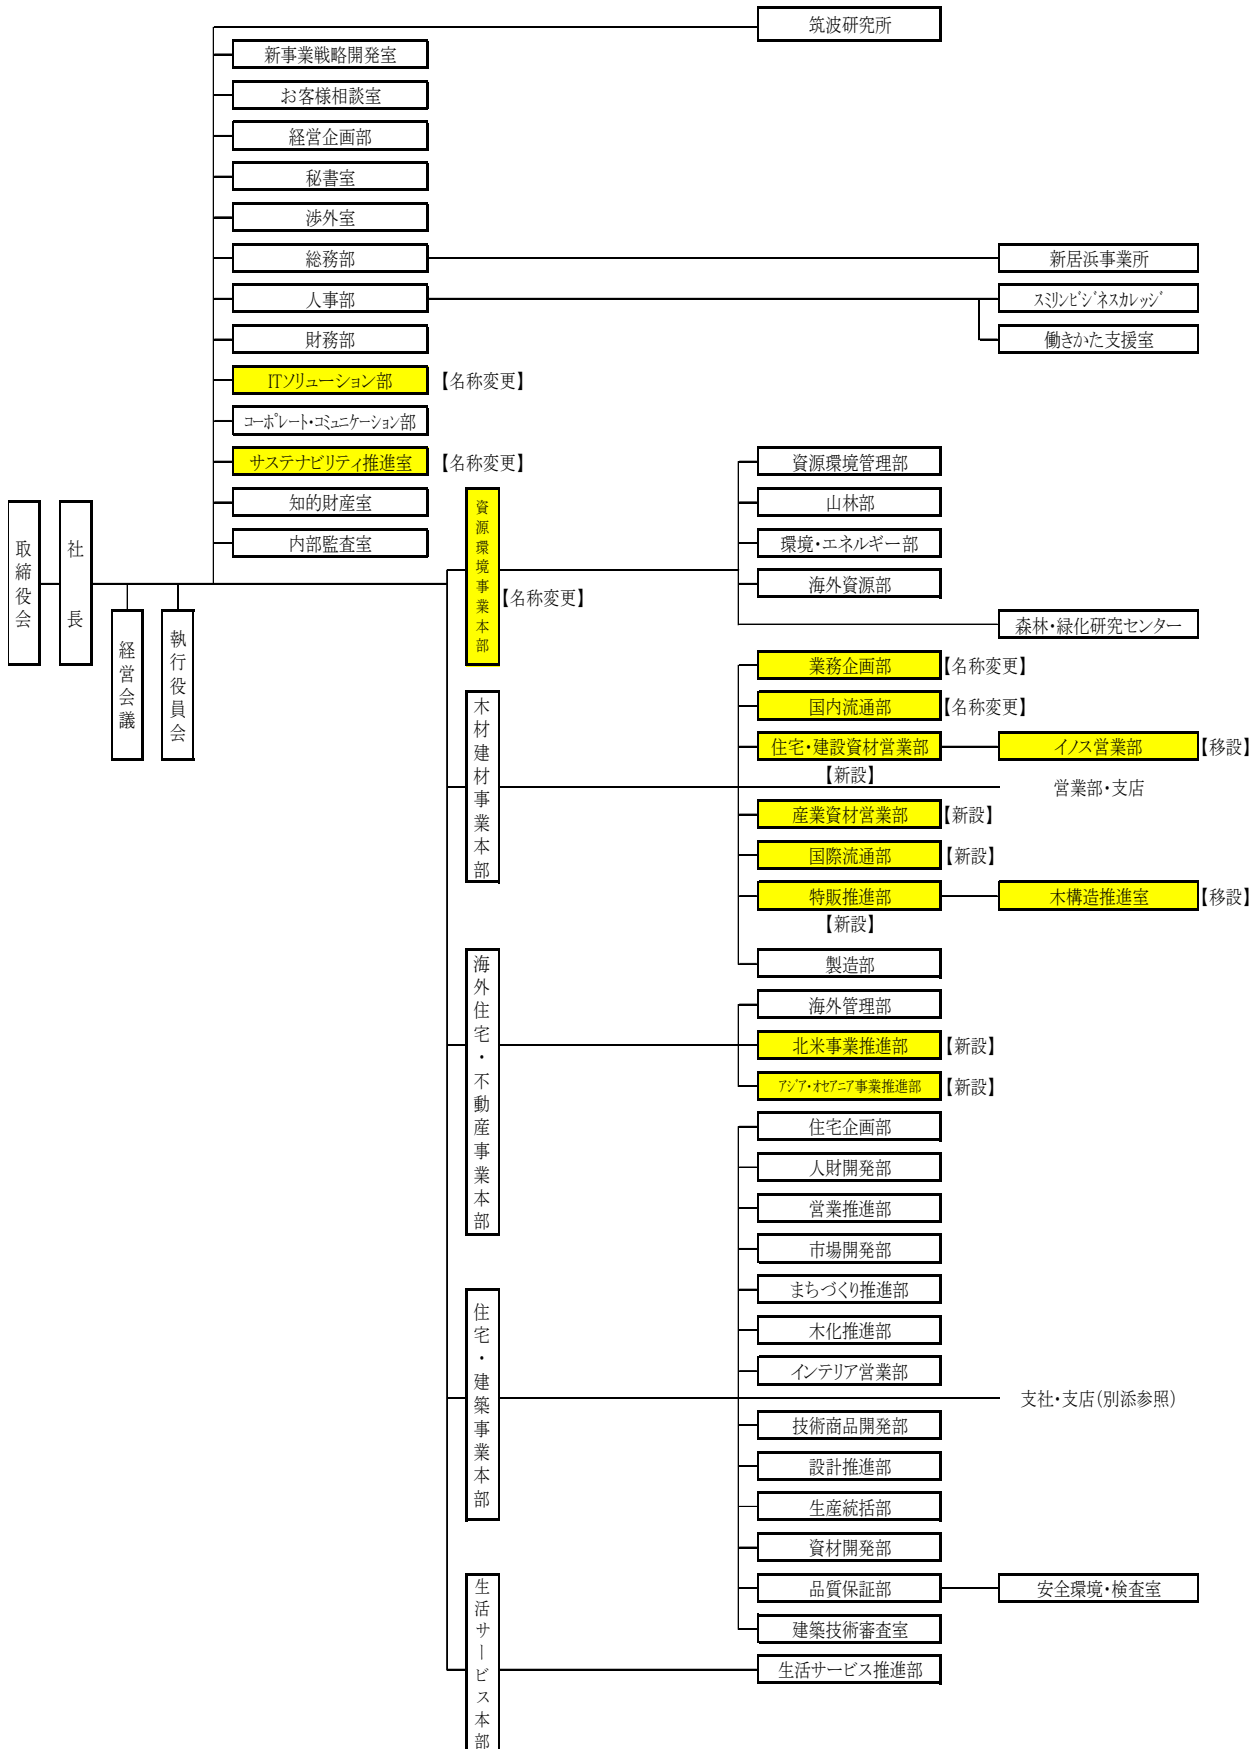 筑波研究所
新事業戦略開発室
お客様相談室
経営企画部
秘書室
渉外室
総務部
新居浜事業所
人事部
スミリンビジネスカレッジ
財務部
働きかた支援室
ITソリューション部
【名称変更】
コーポレート・コミュニケーション部
サステナビリティ推進室
【名称変更】
知的財産室
内部監査室
取締役会
社長
経営会議
執行役員会
資源環境事業本部
【名称変更】
資源環境管理部
山林部
環境・エネルギー部
海外資源部
森林・緑化研究センター
木材建材事業本部
業務企画部
【名称変更】
国内流通部
【名称変更】
住宅・建設資材営業部
【新設】
イノス営業部
【移設】
営業部・支店
産業資材営業部
【新設】
国際流通部
【新設】
特販推進部
【新設】
木構造推進室
【移設】
製造部
海外住宅・不動産事業本部
海外管理部
北米事業推進部
【新設】
アジア・オセアニア事業推進部
【新設】
住宅・建築事業本部
住宅企画部
人財開発部
営業推進部
市場開発部
まちづくり推進部
木化推進部
インテリア営業部
支社・支店(別添参照)
技術商品開発部
設計推進部
生産統括部
資材開発部
品質保証部
安全環境・検査室
建築技術審査室
生活サービス本部
生活サービス推進部